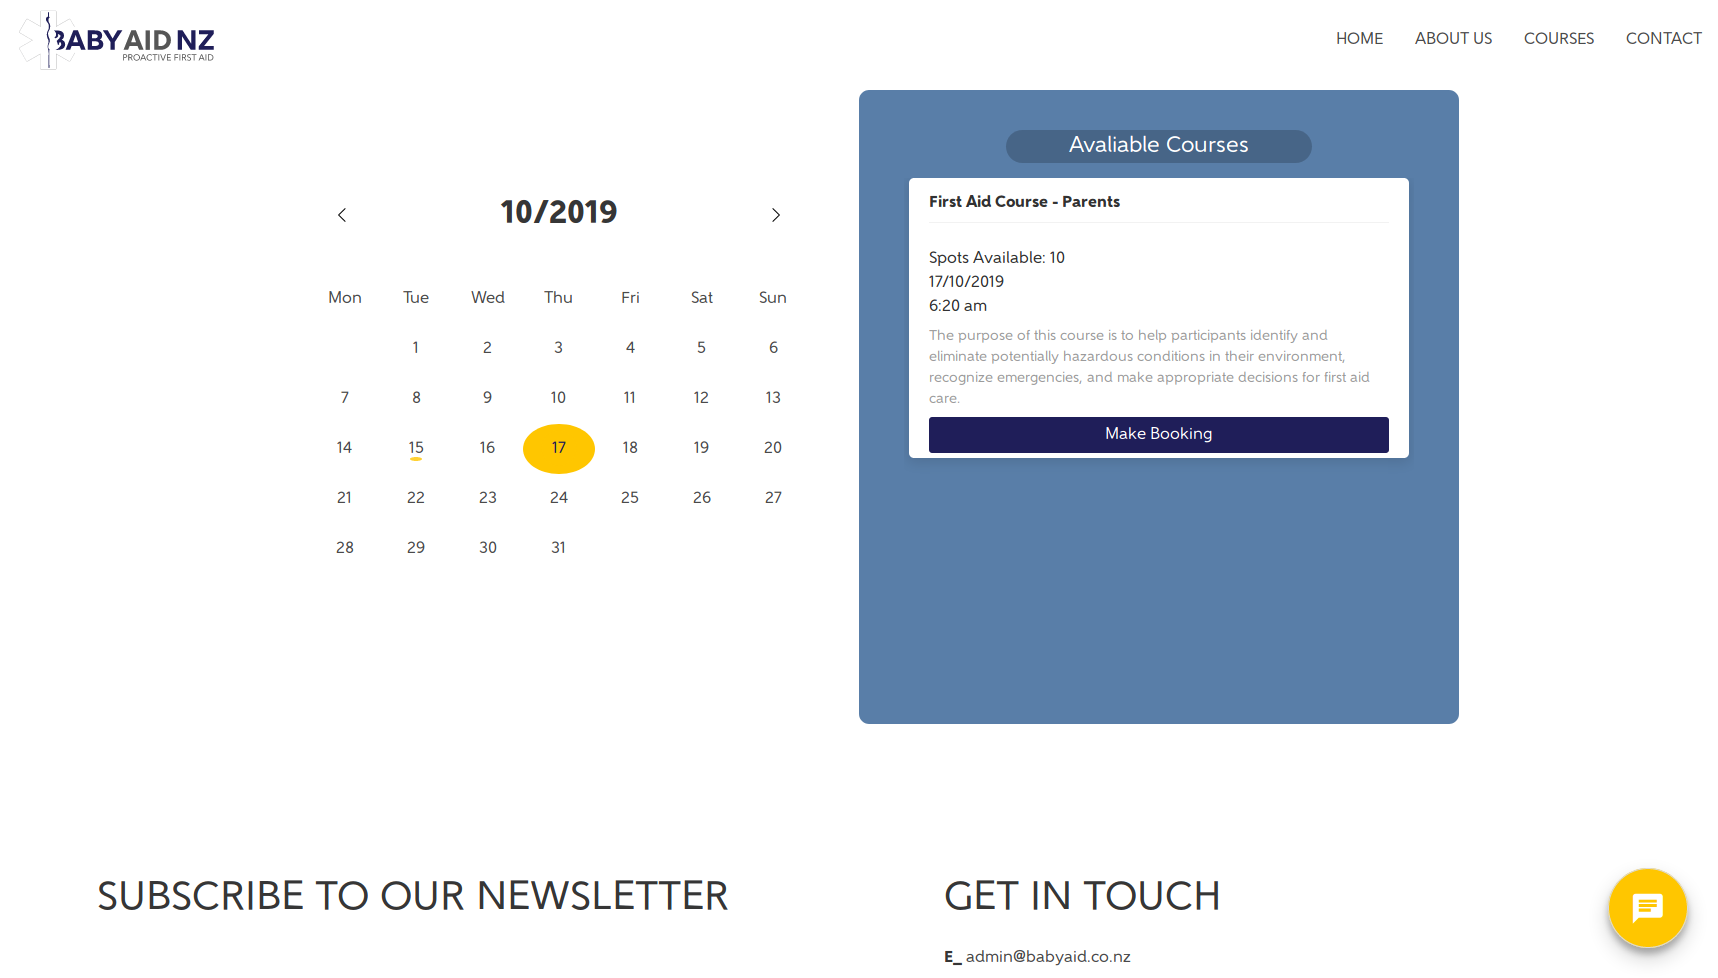 BABY AID NZ
PROACTIVE FIRST AID
HOME ABOUT US COURSES CONTACT
10/2019
Mon Tue Wed Thu Fri Sat Sun
1 2 3 4 5 6
7 8 9 10 11 12 13
14 15 16 17 18 19 20
21 22 23 24 25 26 27
28 29 30 31
Avaliable Courses
First Aid Course - Parents
Spots Available: 10
17/10/2019
6:20 am
The purpose of this course is to help participants identify and
eliminate potentially hazardous conditions in their environment,
recognize emergencies, and make appropriate decisions for first aid
care.
Make Booking
SUBSCRIBE TO OUR NEWSLETTER
GET IN TOUCH
E_ admin@babyaid.co.nz